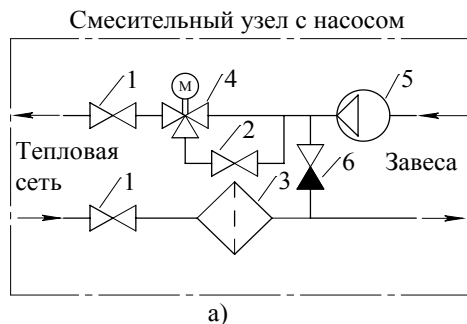 Смесительный узел с насосом
1
М
4
5
2
Тепловая
сеть
6
Завеса
1
3
а)